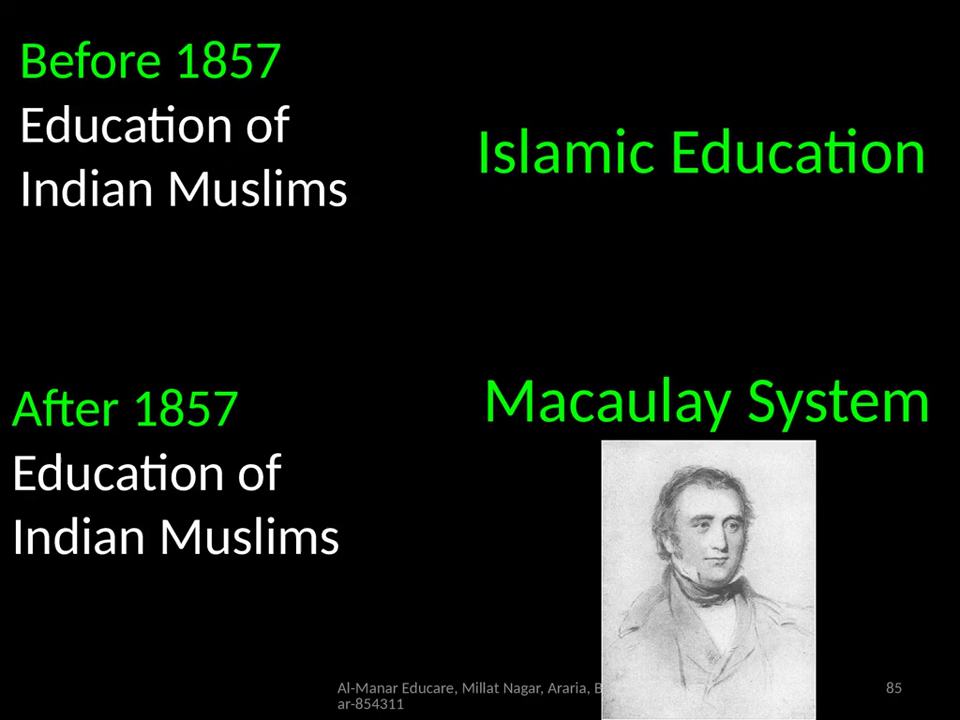 Before 1857
Education of
Indian Muslims
Islamic Education
After 1857
Education of
Indian Muslims
Macaulay System
Al-Manar Educare, Millat Nagar, Araria,
ar-854311
85